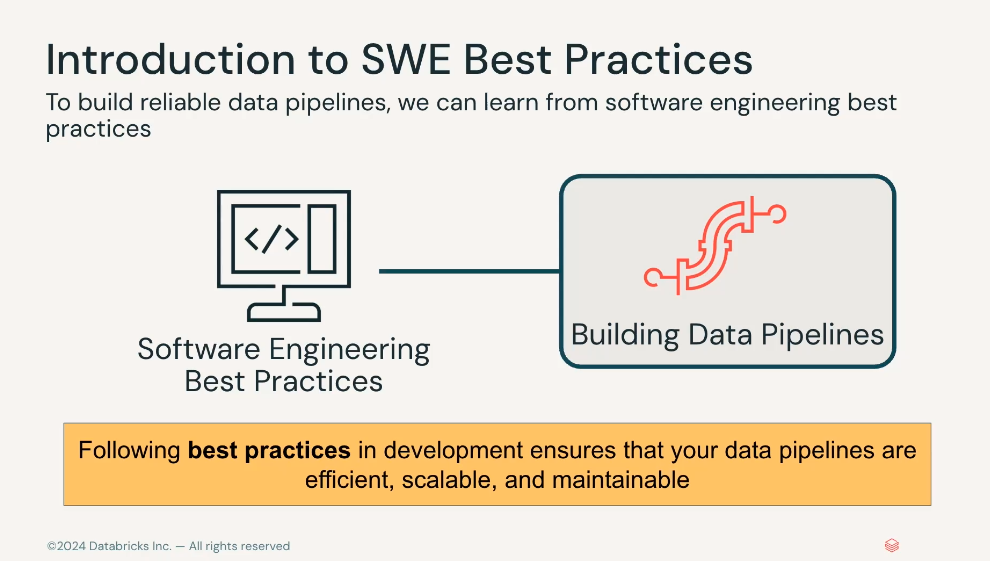 Introduction to SWE Best Practices
To build reliable data pipelines, we can learn from software engineering best
practices
</>
Software Engineering
Best Practices
Building Data Pipelines
Following best practices in development ensures that your data pipelines are
efficient, scalable, and maintainable
©2024 Databricks Inc. — All rights reserved